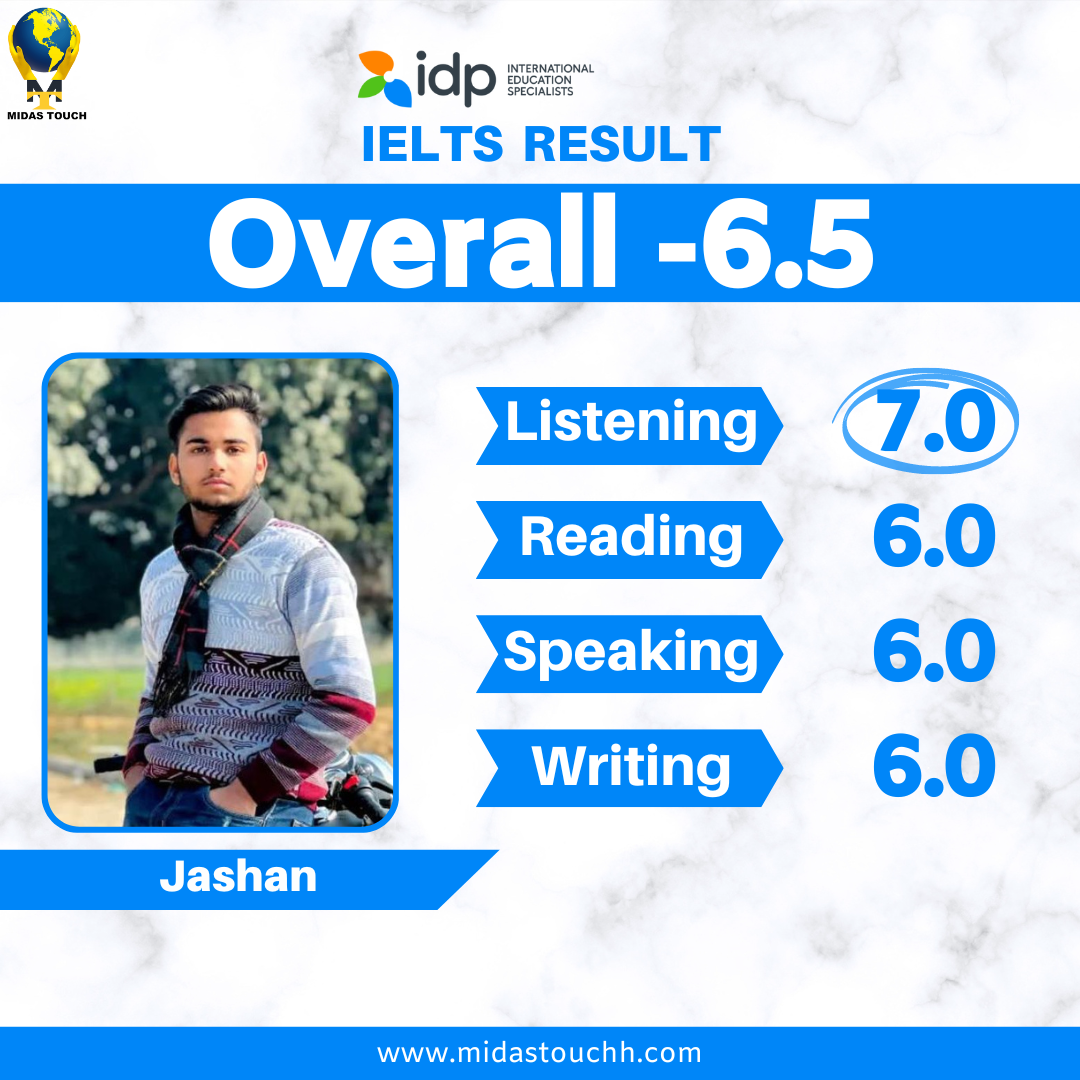 MIDAS TOUCH
idp INTERNATIONAL
EDUCATION
SPECIALISTS
IELTS RESULT
Overall -6.5
Listening 7.0
Reading 6.0
Speaking 6.0
Writing 6.0
Jashan
www.midastouchh.com